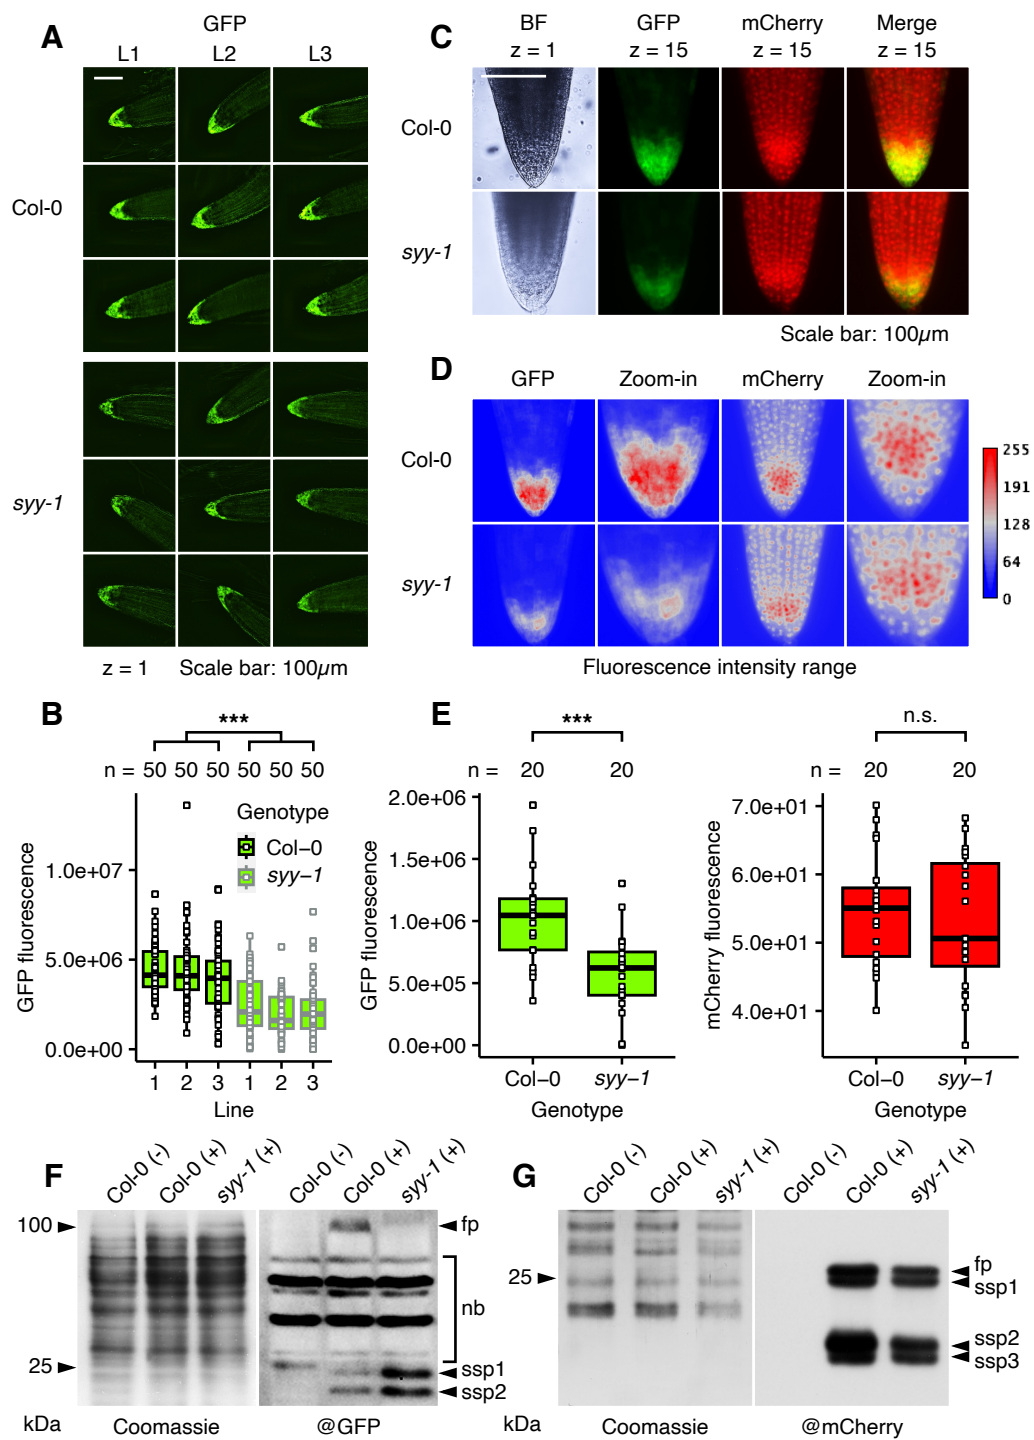 A
GFP
L1 L2 L3
Col-0
syy-1
z = 1 Scale bar: 100µm
C
BF GFP mCherry Merge
z = 1 z = 15 z = 15 z = 15
Col-0
syy-1
Scale bar: 100µm
D
GFP Zoom-in mCherry Zoom-in
Col-0
syy-1
255
191
128
64
0
Fluorescence intensity range
B
***
n = 50 50 50 50 50 50
GFP fluorescence
1.0e+07
5.0e+06
0.0e+00
Genotype
Col−0
syy−1
1 2 3 1 2 3
Line
E
***
n = 20 20
GFP fluorescence
2.0e+06
1.5e+06
1.0e+06
5.0e+05
0.0e+00
Col−0 syy−1
Genotype
n.s.
n = 20 20
mCherry fluorescence
7.0e+01
6.0e+01
5.0e+01
4.0e+01
Col−0 syy−1
Genotype
F
Col-0 (-) Col-0 (+) syy-1 (+) Col-0 (-) Col-0 (+) syy-1 (+)
100
25
fp
nb
ssp1
ssp2
kDa Coomassie @GFP
G
Col-0 (-) Col-0 (+) syy-1 (+) Col-0 (-) Col-0 (+) syy-1 (+)
25
fp
ssp1
ssp2
ssp3
kDa Coomassie @mCherry